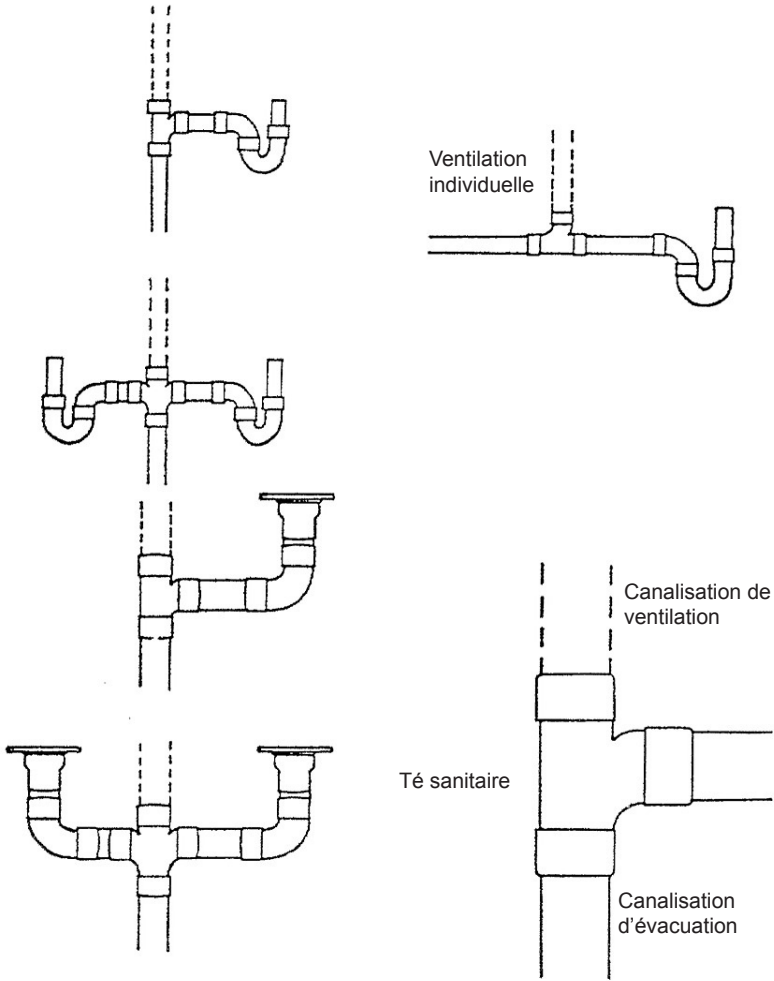 Ventilation
individuelle
Canalisation de
ventilation
Té sanitaire
Canalisation
d’évacuation